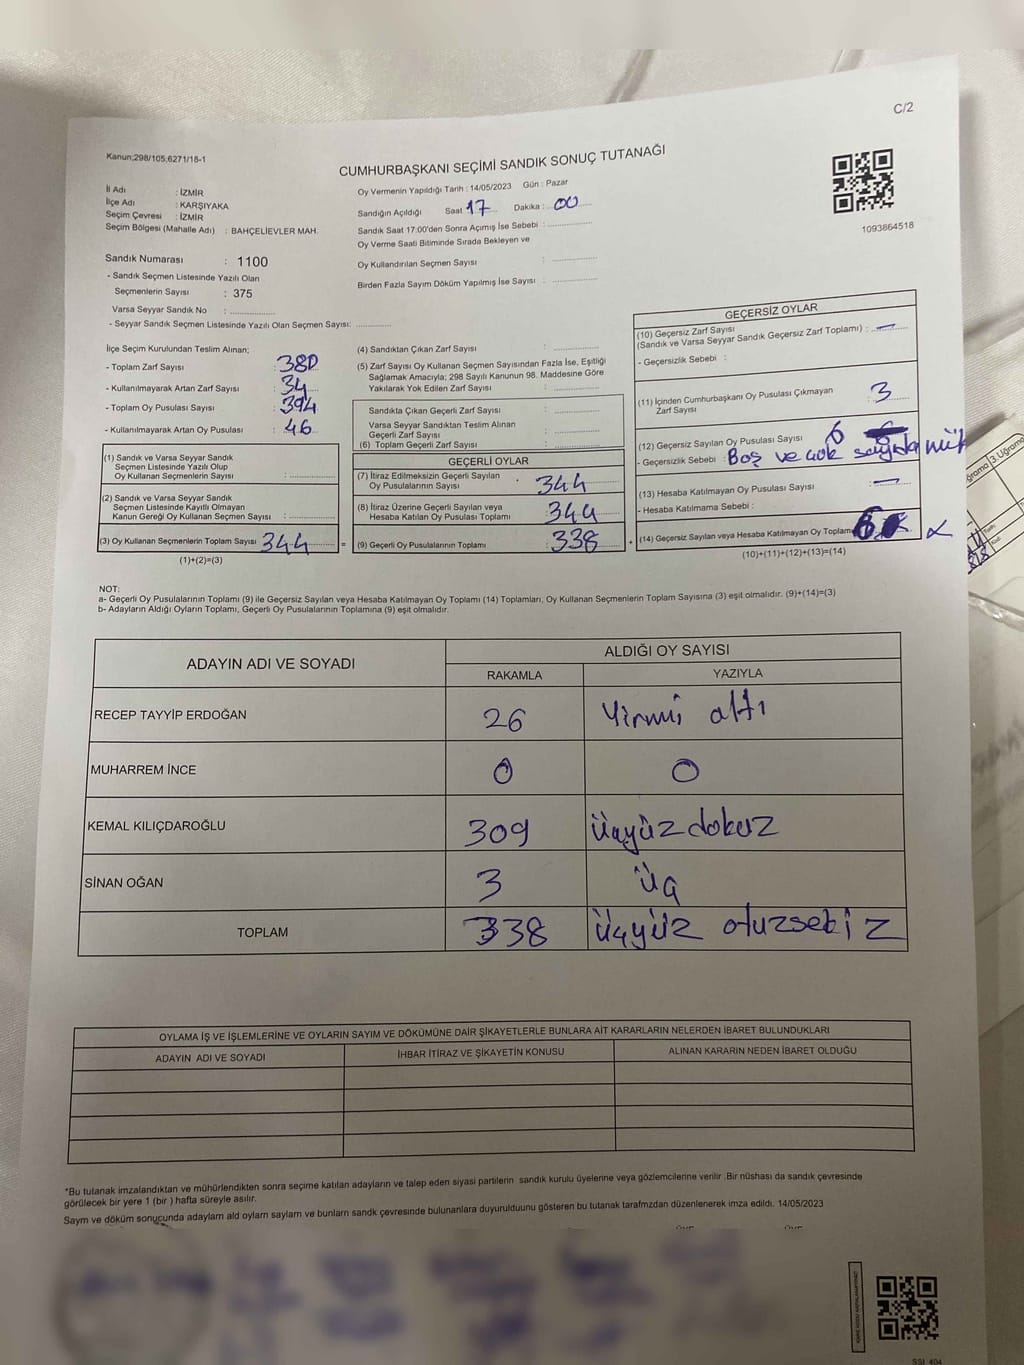 C/2
Kanun;298/105;6271/18-1
CUMHURBAŞKANI SEÇİMİ SANDIK SONUÇ TUTANAĞI
İl Adı : İZMİR
İlçe Adı : KARŞIYAKA
Seçim Çevresi : İZMİR
Seçim Bölgesi (Mahalle Adı) : BAHÇELİEVLER MAH.
Oy Vermenin Yapıldığı Tarih : 14/05/2023 Gün : Pazar
Sandığın Açıldığı Saat 17 Dakika : 00
Sandık Saat 17:00'den Sonra Açımış İse Sebebi :
Oy Verme Saati Bitiminde Sırada Bekleyen ve
Oy Kullandırılan Seçmen Sayısı :
Birden Fazla Sayım Döküm Yapılmış İse Sayısı :
1093864518
Sandık Numarası : 1100
- Sandık Seçmen Listesinde Yazılı Olan
Seçmenlerin Sayısı : 375
Varsa Seyyar Sandık No :
- Seyyar Sandık Seçmen Listesinde Yazılı Olan Seçmen Sayısı:
İlçe Seçim Kurulundan Teslim Alınan;
- Toplam Zarf Sayısı : 380
- Kullanılmayarak Artan Zarf Sayısı : 34
- Toplam Oy Pusulası Sayısı : 394
- Kullanılmayarak Artan Oy Pusulası : 46
(1) Sandık ve Varsa Seyyar Sandık
Seçmen Listesinde Yazılı Olup
Oy Kullanan Seçmenlerin Sayısı :
(2) Sandık ve Varsa Seyyar Sandık
Seçmen Listesinde Kayıtlı Olmayan
Kanun Gereği Oy Kullanan Seçmen Sayısı :
(3) Oy Kullanan Seçmenlerin Toplam Sayısı 344 =
(1)+(2)=(3)
(4) Sandıktan Çıkan Zarf Sayısı :
(5) Zarf Sayısı Oy Kullanan Seçmen Sayısından Fazla İse, Eşitliği
Sağlamak Amacıyla; 298 Sayılı Kanunun 98. Maddesine Göre
Yakılarak Yok Edilen Zarf Sayısı :
Sandıkta Çıkan Geçerli Zarf Sayısı :
Varsa Seyyar Sandıktan Teslim Alınan
Geçerli Zarf Sayısı :
(6) Toplam Geçerli Zarf Sayısı :
GEÇERLİ OYLAR
(7) İtiraz Edilmeksizin Geçerli Sayılan
Oy Pusulalarının Sayısı : 344
(8) İtiraz Üzerine Geçerli Sayılan ve
Hesaba Katılan Oy Pusulası Toplamı 344
(9) Geçerli Oy Pusulalarının Toplamı 338 +
GEÇERSİZ OYLAR
(10) Geçersiz Zarf Sayısı
(Sandık ve Varsa Seyyar Sandık Geçersiz Zarf Toplamı) : —
- Geçersizlik Sebebi :
(11) İçinden Cumhurbaşkanı Oy Pusulası Çıkmayan
Zarf Sayısı : 3
(12) Geçersiz Sayılan Oy Pusulası Sayısı 6
- Geçersizlik Sebebi : Boş ve çok
(13) Hesaba Katılmayan Oy Pusulası Sayısı : —
- Hesaba Katılmama Sebebi :
(14) Geçersiz Sayılan veya Hesaba Katılmayan Oy Toplamı 6
(10)+(11)+(12)+(13)=(14)
NOT:
a- Geçerli Oy Pusulalarının Toplamı (9) ile Geçersiz Sayılan veya Hesaba Katılmayan Oy Toplamı (14) Toplamları, Oy Kullanan Seçmenlerin Toplam Sayısına (3) eşit olmalıdır. (9)+(14)=(3)
b- Adayların Aldığı Oyların Toplamı, Geçerli Oy Pusulalarının Toplamına (9) eşit olmalıdır.
ADAYIN ADI VE SOYADI ALDIĞI OY SAYISI
RAKAMLA YAZIYLA
RECEP TAYYİP ERDOĞAN 26 Yirmi altı
MUHARREM İNCE 0 0
KEMAL KILIÇDAROĞLU 309 üçyüz dokuz
SİNAN OĞAN 3 üç
TOPLAM 338 üçyüz otuzsekiz
OYLAMA İŞ VE İŞLEMLERİNE VE OYLARIN SAYIM VE DÖKÜMÜNE DAİR ŞİKAYETLERLE BUNLARA AİT KARARLARIN NELERDEN İBARET BULUNDUKLARI
ADAYIN ADI VE SOYADI İHBAR İTİRAZ VE ŞİKAYETİN KONUSU ALINAN KARARIN NEDEN İBARET OLDUĞU
*Bu tutanak imzalandıktan ve mühürlendikten sonra seçime katılan adayların ve talep eden siyasi partilerin sandık kurulu üyelerine veya gözlemcilerine verilir .Bir nüshası da sandık çevresinde
görülecek bir yere 1 (bir ) hafta süreyle asılır.
Saym ve döküm sonucunda adaylam ald oylam saylam ve bunlarn sandk çevresinde bulunanlara duyurulduunu gösteren bu tutanak tarafmzdan düzenlenerek imza edildi. 14/05/2023